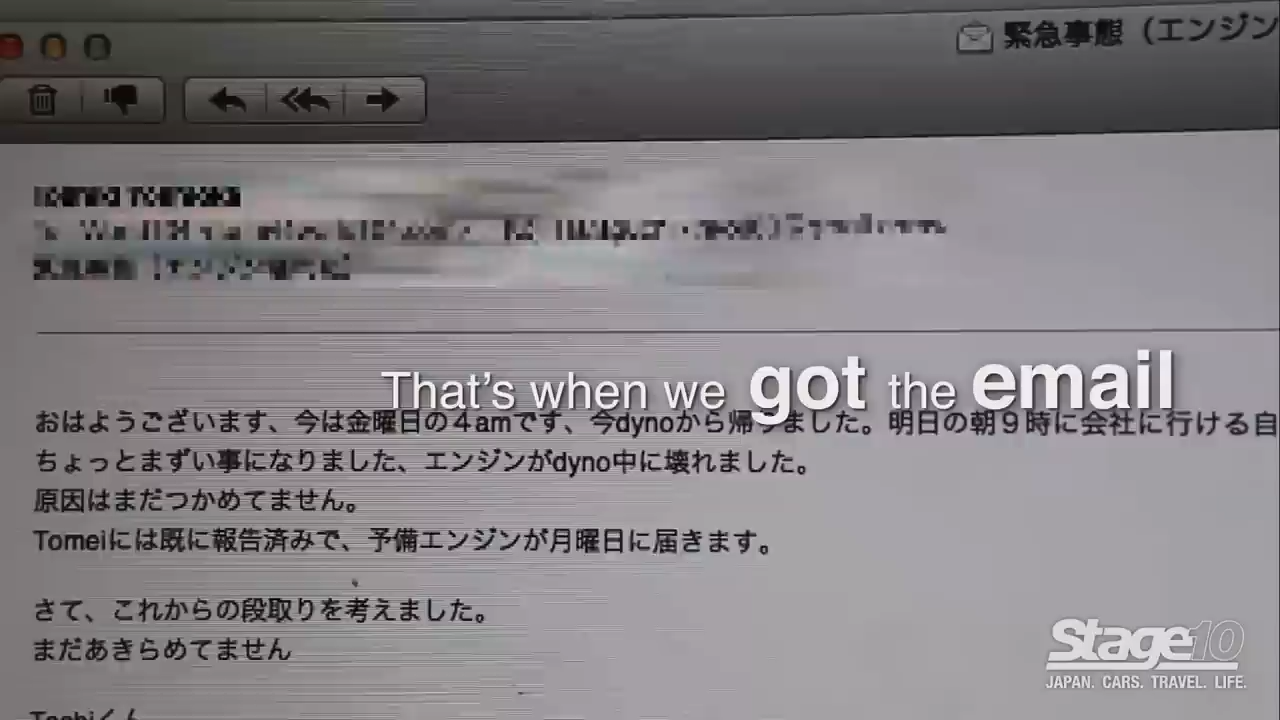 緊急事態（エンジン
That's when we got the email
おはようございます、今は金曜日の４amです、今dynoから帰りました。明日の朝９時に会社に行ける自
ちょっとまずい事になりました、エンジンがdyno中に壊れました。
原因はまだつかめてません。
Tomeiには既に報告済みで、予備エンジンが月曜日に届きます。
さて、これからの段取りを考えました。
まだあきらめてません
Stage10
JAPAN. CARS. TRAVEL. LIFE.